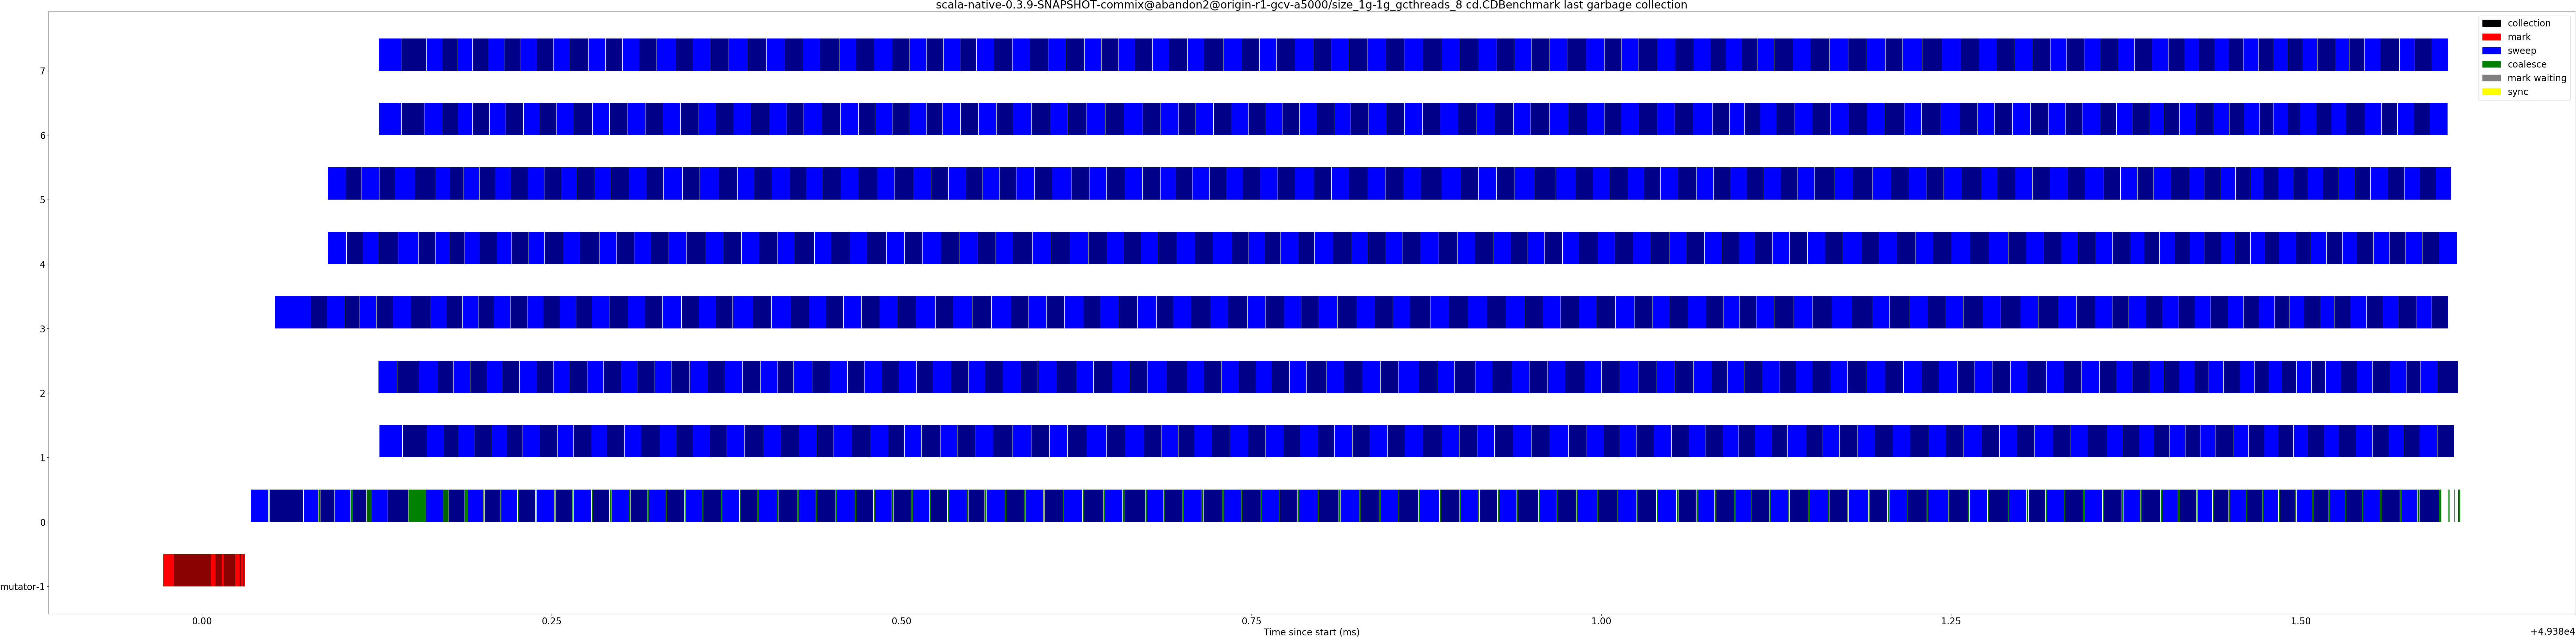 scala-native-0.3.9-SNAPSHOT-commix@abandon2@origin-r1-gcv-a5000/size_1g-1g_gcthreads_8 cd.CDBenchmark last garbage collection
collection
mark
sweep
coalesce
mark waiting
sync
7
6
5
4
3
2
1
0
mutator-1
0.00 0.25 0.50 0.75 1.00 1.25 1.50
Time since start (ms)
+4.938e4